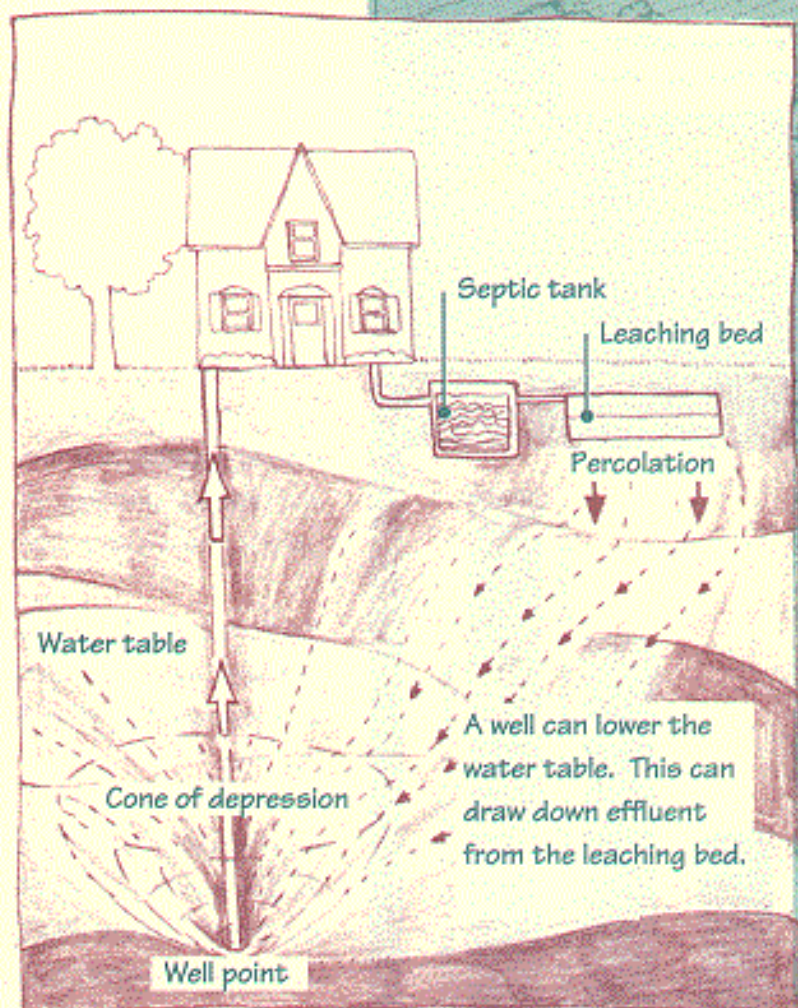 Septic tank
Leaching bed
Percolation
Water table
A well can lower the
water table. This can
draw down effluent
from the leaching bed.
Cone of depression
Well point